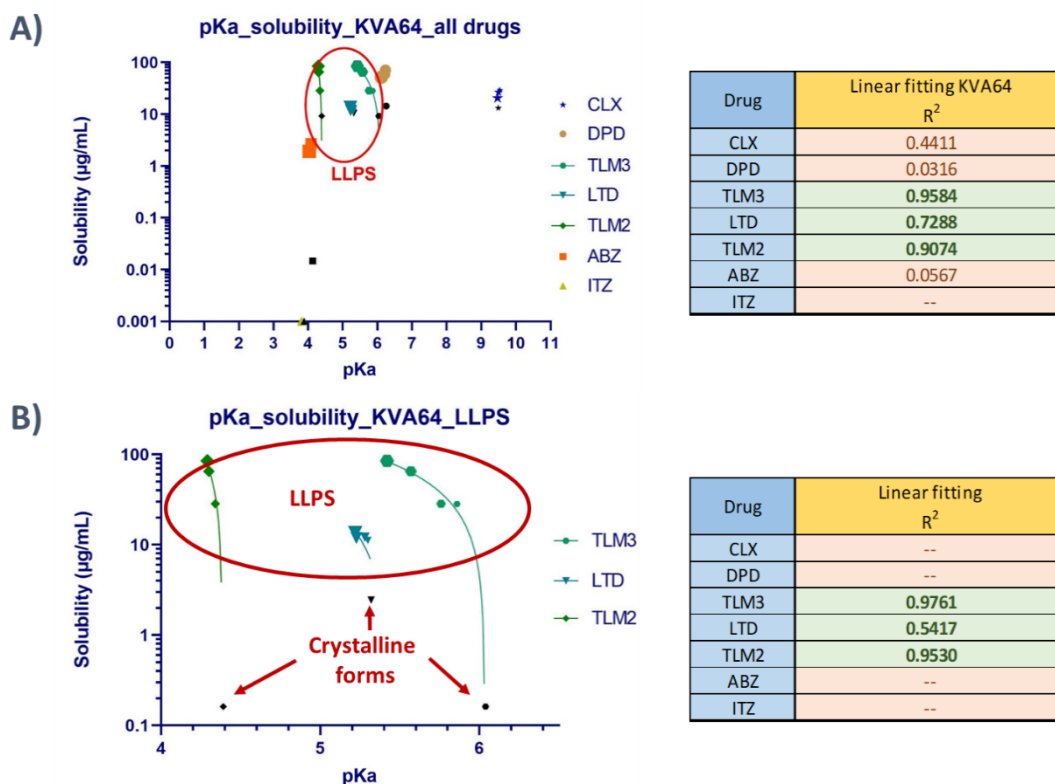 A)
pKa_solubility_KVA64_all drugs
Solubility (µg/mL)
100
10
1
0.1
0.01
0.001
LLPS
0 1 2 3 4 5 6 7 8 9 10 11
pKa
CLX
DPD
TLM3
LTD
TLM2
ABZ
ITZ
Drug Linear fitting KVA64 R²
CLX 0.4411
DPD 0.0316
TLM3 0.9584
LTD 0.7288
TLM2 0.9074
ABZ 0.0567
ITZ --
B)
pKa_solubility_KVA64_LLPS
Solubility (µg/mL)
100
10
1
0.1
LLPS
Crystalline
forms
4 5 6
pKa
TLM3
LTD
TLM2
Drug Linear fitting R²
CLX --
DPD --
TLM3 0.9761
LTD 0.5417
TLM2 0.9530
ABZ --
ITZ --